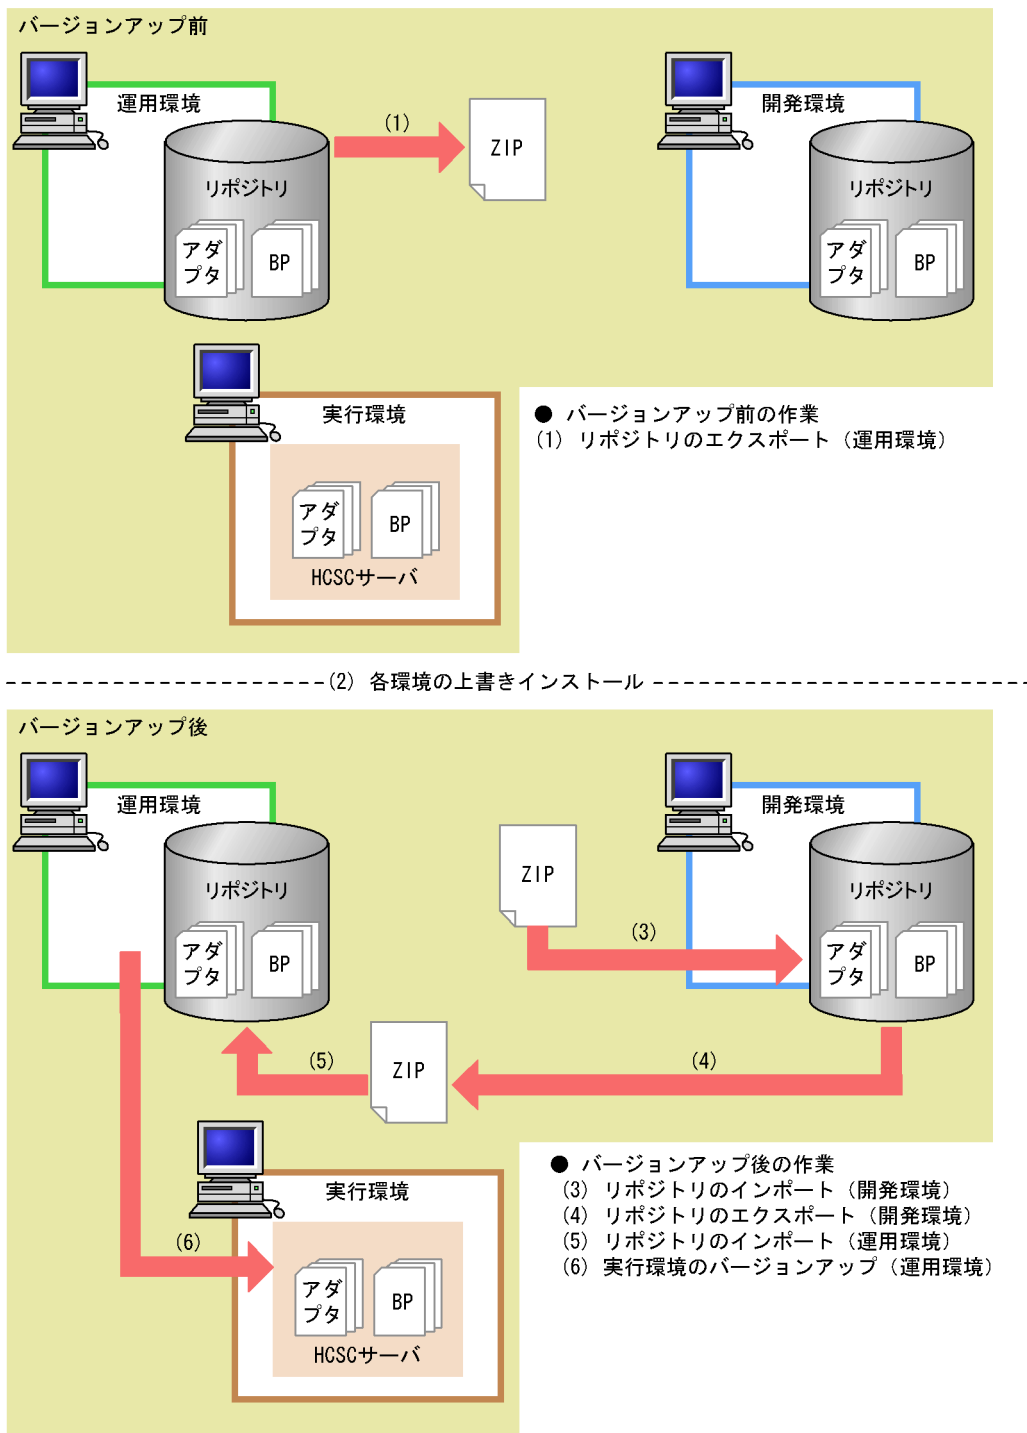 バージョンアップ前
運用環境
(1)
ZIP
開発環境
リポジトリ
アダ
プタ
BP
リポジトリ
アダ
プタ
BP
実行環境
アダ
プタ
BP
HCSCサーバ
● バージョンアップ前の作業
(1) リポジトリのエクスポート（運用環境）
(2) 各環境の上書きインストール
バージョンアップ後
運用環境
開発環境
リポジトリ
アダ
プタ
BP
ZIP
(3)
リポジトリ
アダ
プタ
BP
(5)
ZIP
(4)
(6)
実行環境
アダ
プタ
BP
HCSCサーバ
● バージョンアップ後の作業
(3) リポジトリのインポート（開発環境）
(4) リポジトリのエクスポート（開発環境）
(5) リポジトリのインポート（運用環境）
(6) 実行環境のバージョンアップ（運用環境）